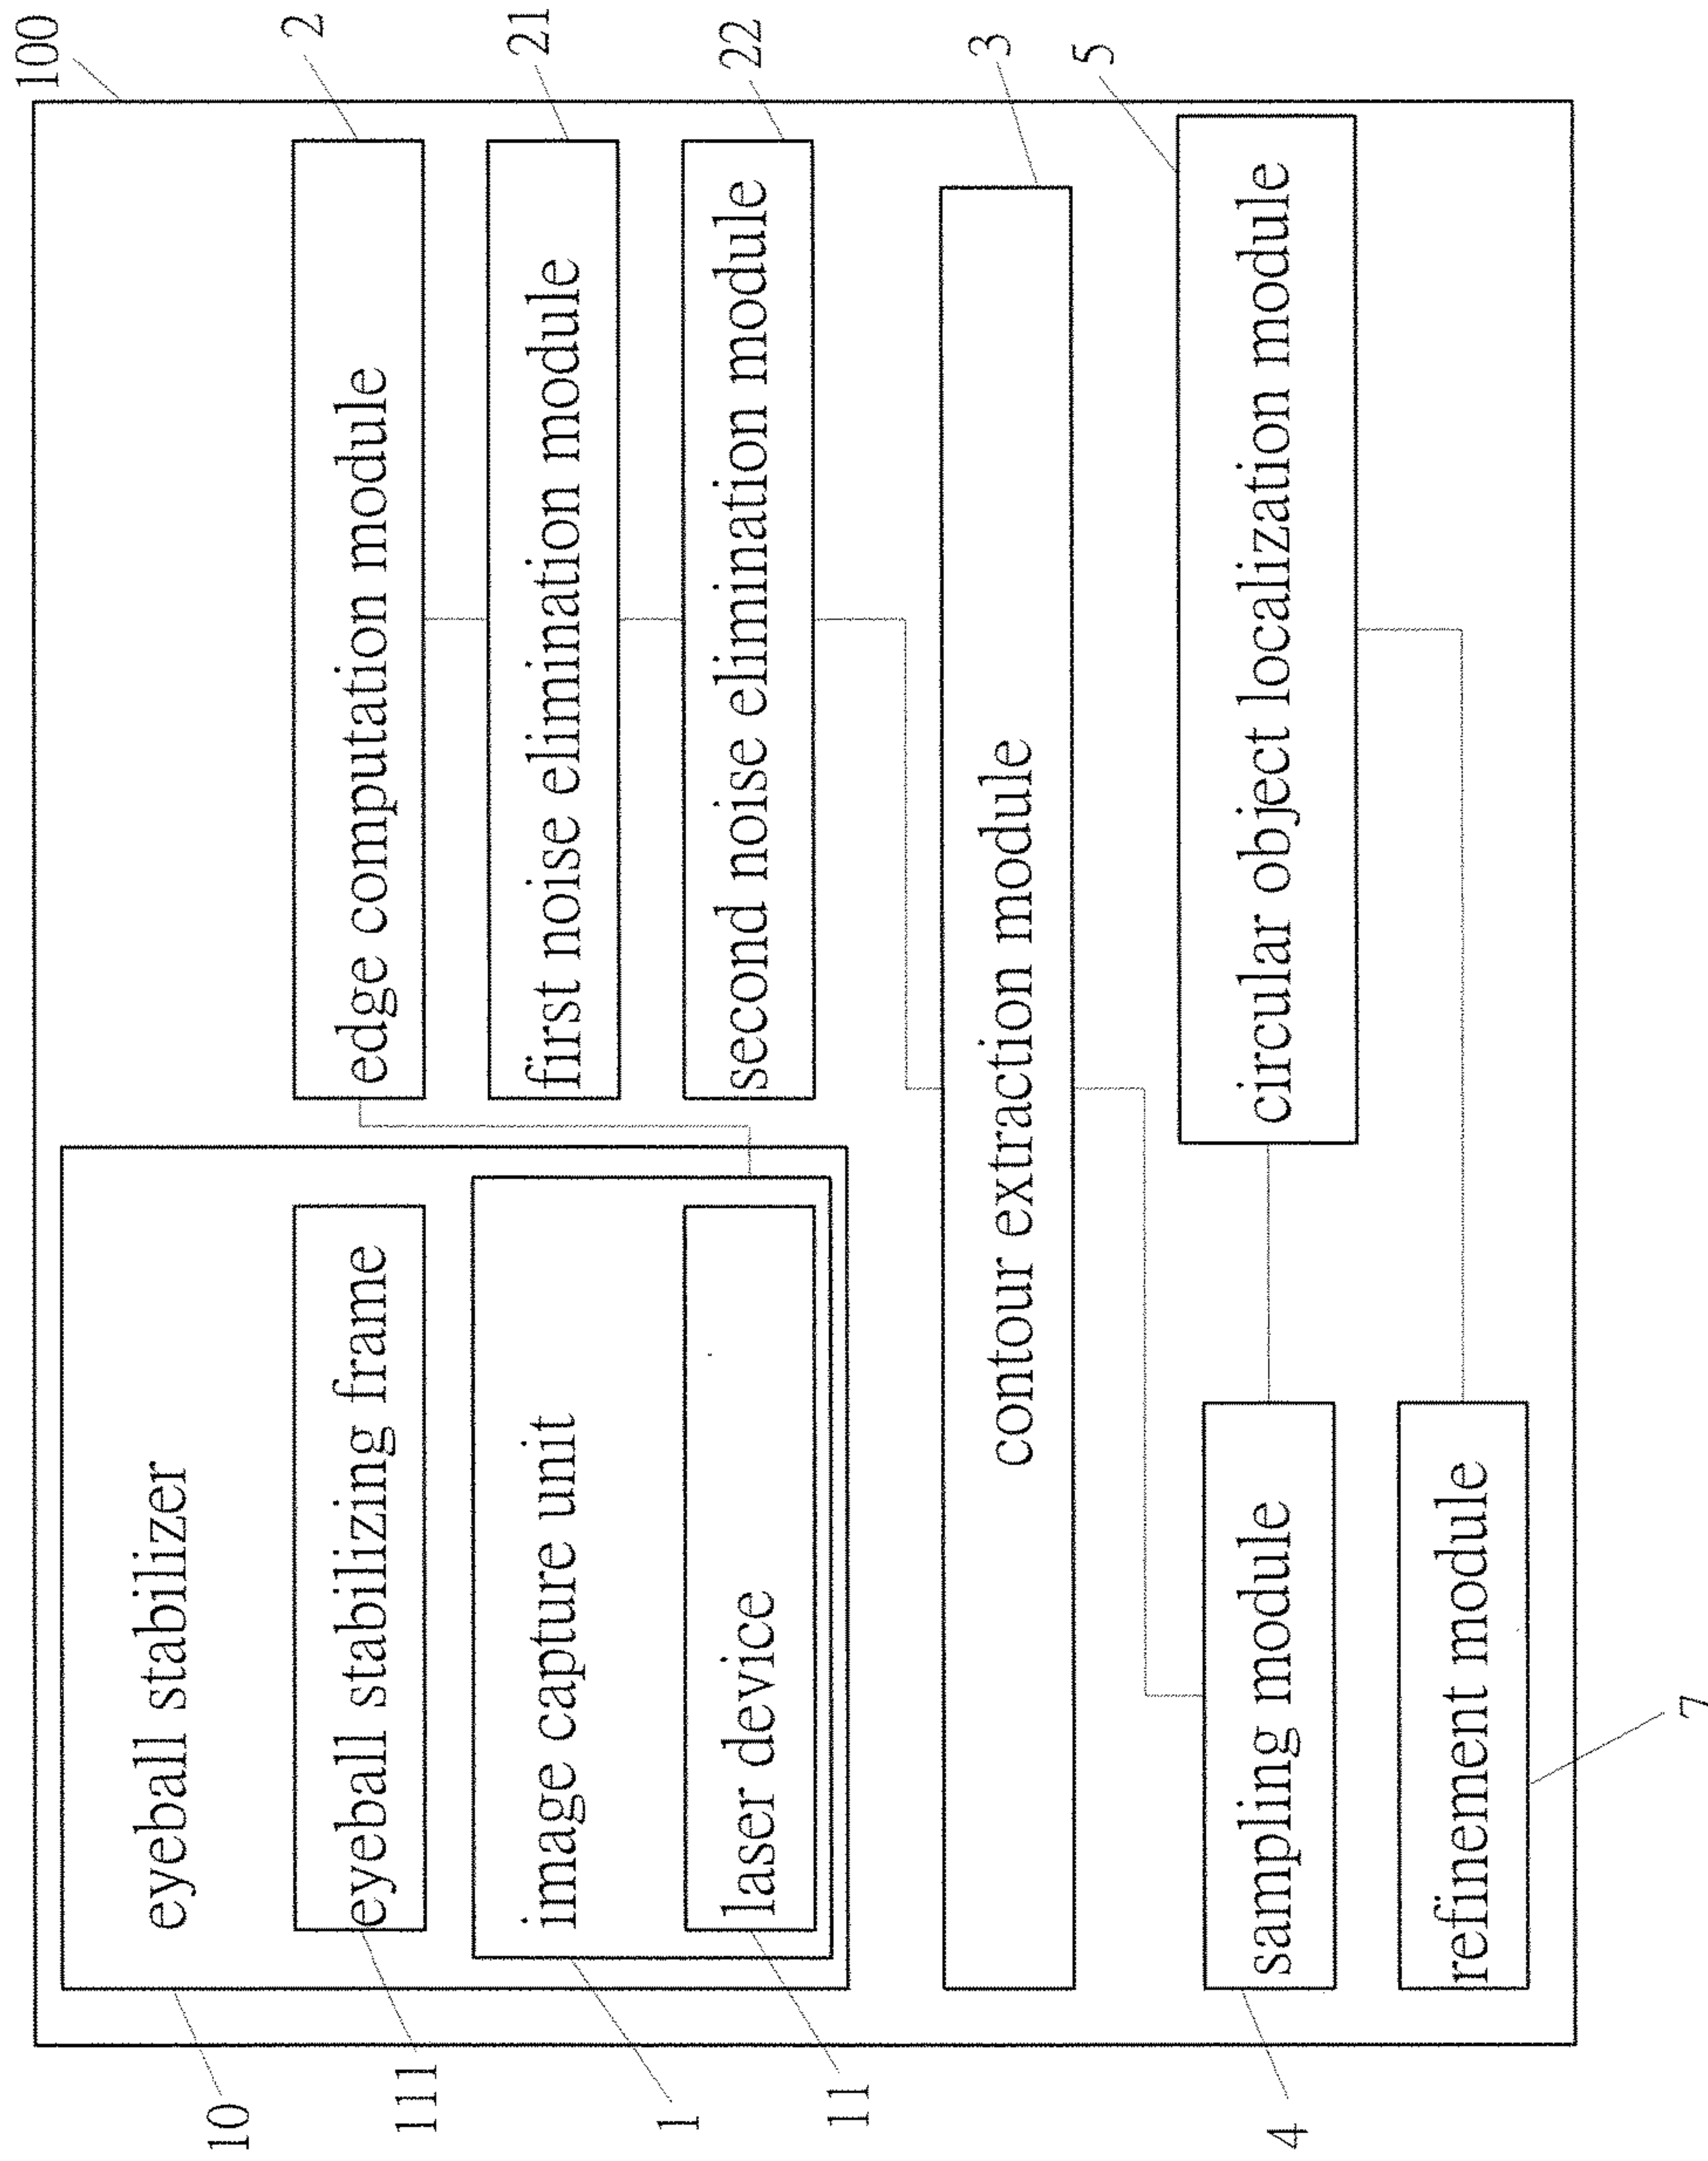 100
eyeball stabilizer
10
eyeball stabilizing frame
111
image capture unit
1
laser device
11
edge computation module
2
first noise elimination module
21
second noise elimination module
22
contour extraction module
3
sampling module
4
circular object localization module
5
refinement module
7